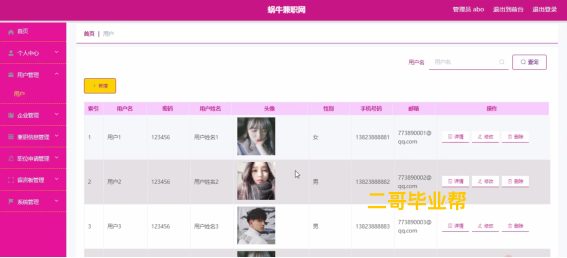 蜗牛兼职网
管理员 abo 退出到前台 退出登录
首页
个人中心
用户管理
用户
企业管理
兼职信息管理
职位申请管理
留言板管理
系统管理
首页 | 用户
用户名 用户名 查询
+ 新增
索引 用户名 密码 用户姓名 头像 性别 手机号码 邮箱 操作
1 用户1 123456 用户姓名1 女 13823888881 773890001@qq.com 详情 修改 删除
2 用户2 123456 用户姓名2 男 13823888882 773890002@qq.com 详情 修改 删除
3 用户3 123456 用户姓名3 男 13823888883 773890003@qq.com 详情 修改 删除
二哥毕业帮